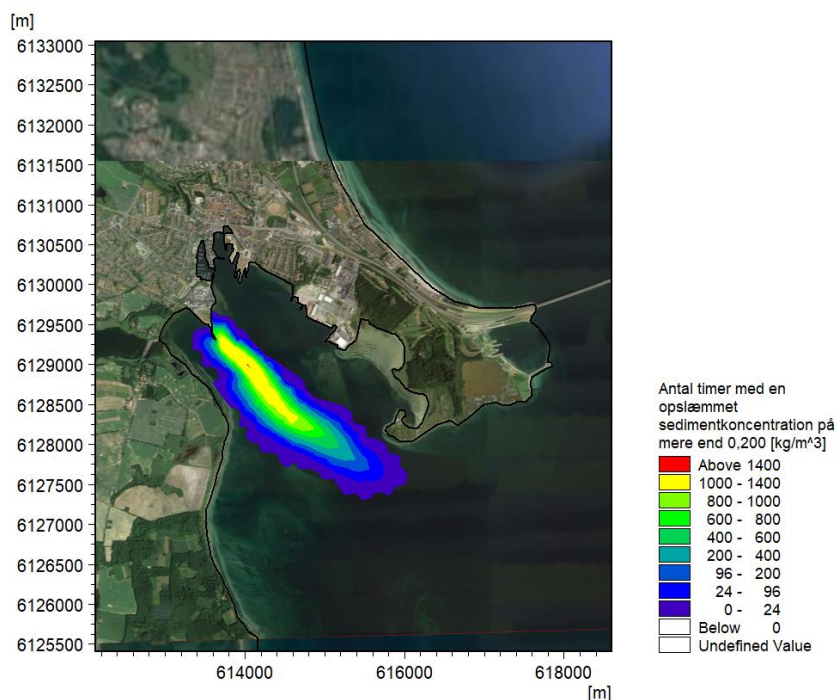 [m]
6133000
6132500
6132000
6131500
6131000
6130500
6130000
6129500
6129000
6128500
6128000
6127500
6127000
6126500
6126000
6125500
614000
616000
618000
[m]
Antal timer med en
opslæmmet
sedimentkoncentration på
mere end 0,200 [kg/m^3]
Above 1400
1000 - 1400
800 - 1000
600 - 800
400 - 600
200 - 400
96 - 200
24 - 96
0 - 24
Below 0
Undefined Value